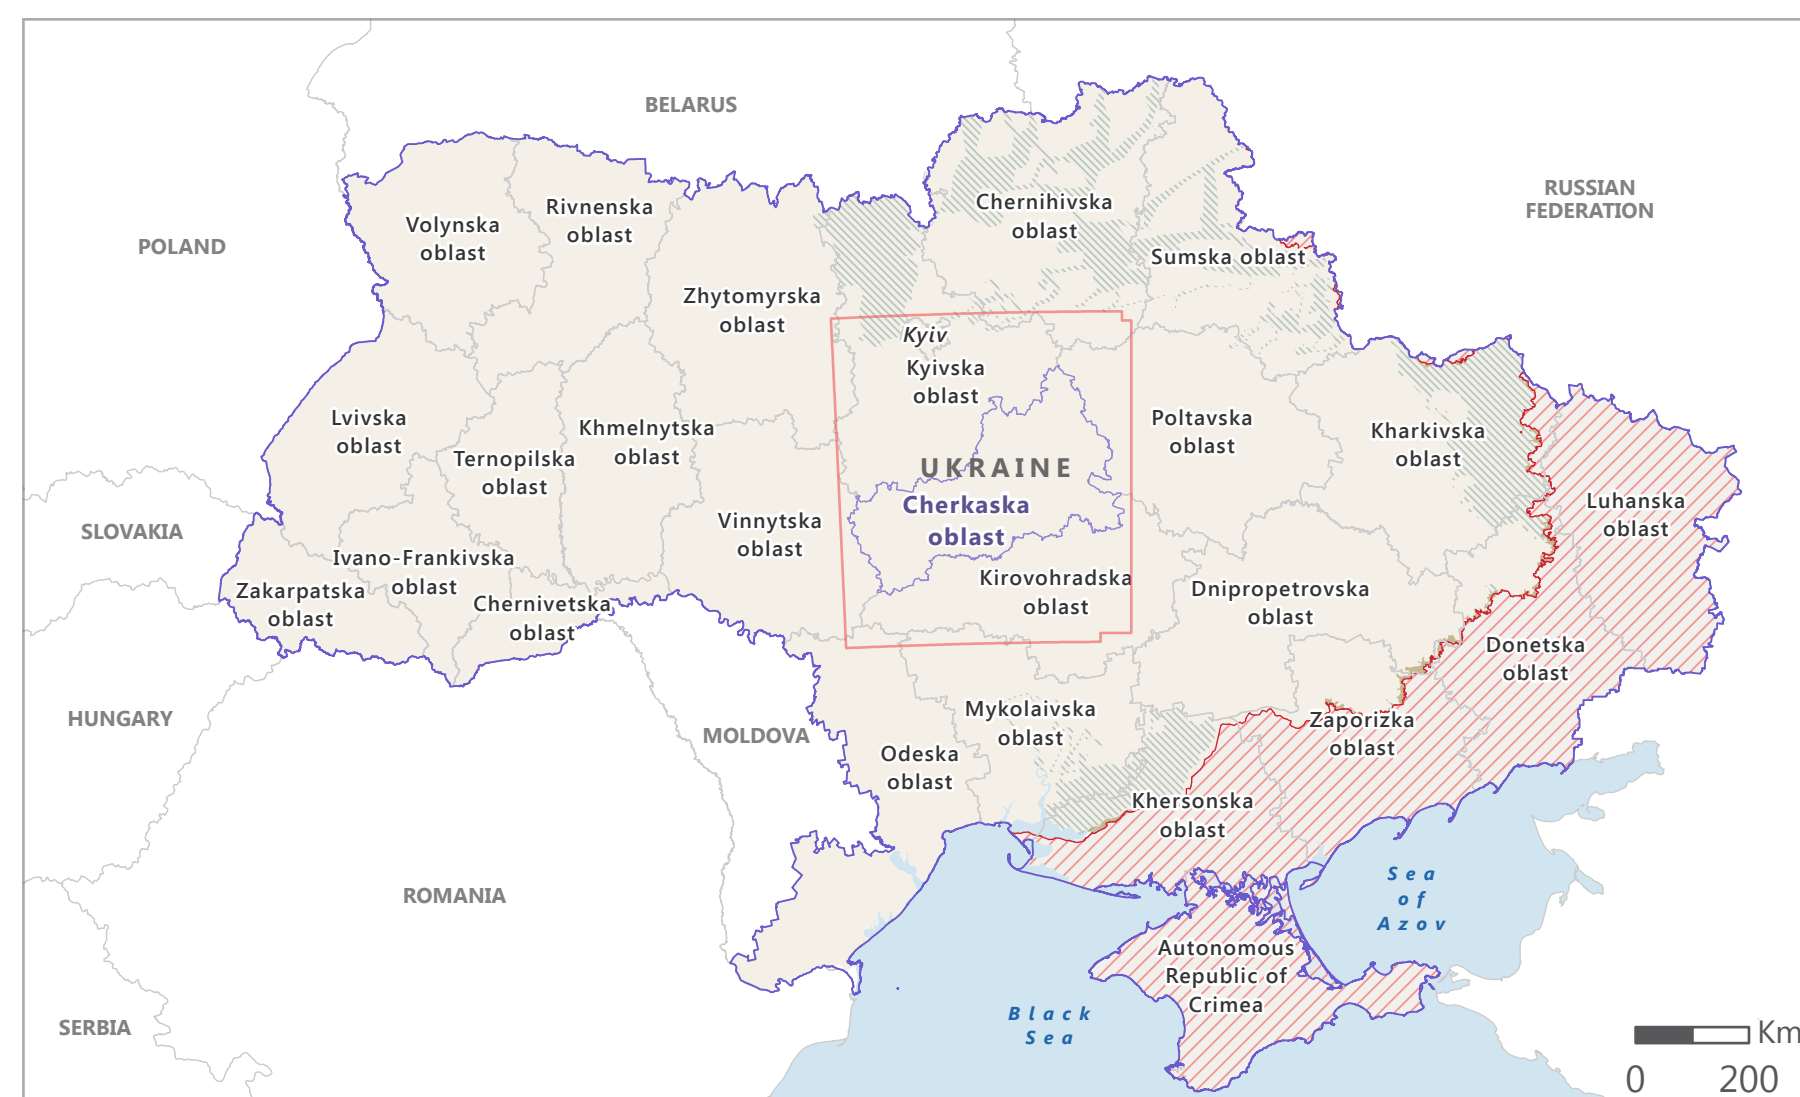 BELARUS
RUSSIAN
FEDERATION
POLAND
Volynska
oblast
Rivnenska
oblast
Chernihivska
oblast
Sumska oblast
Zhytomyrska
oblast
Kyiv
Kyivska
oblast
Lvivska
oblast
Ternopilska
oblast
Khmelnytska
oblast
Poltavska
oblast
Kharkivska
oblast
UKRAINE
Cherkaska
oblast
Luhanska
oblast
SLOVAKIA
Vinnytska
oblast
Ivano-Frankivska
oblast
Zakarpatska
oblast
Chernivetska
oblast
Kirovohradska
oblast
Dnipropetrovska
oblast
Donetska
oblast
HUNGARY
MOLDOVA
Mykolaivska
oblast
Zaporizka
oblast
Odeska
oblast
Khersonska
oblast
ROMANIA
Sea
of
Azov
Autonomous
Republic of
Crimea
Black
Sea
SERBIA
Km
0 200